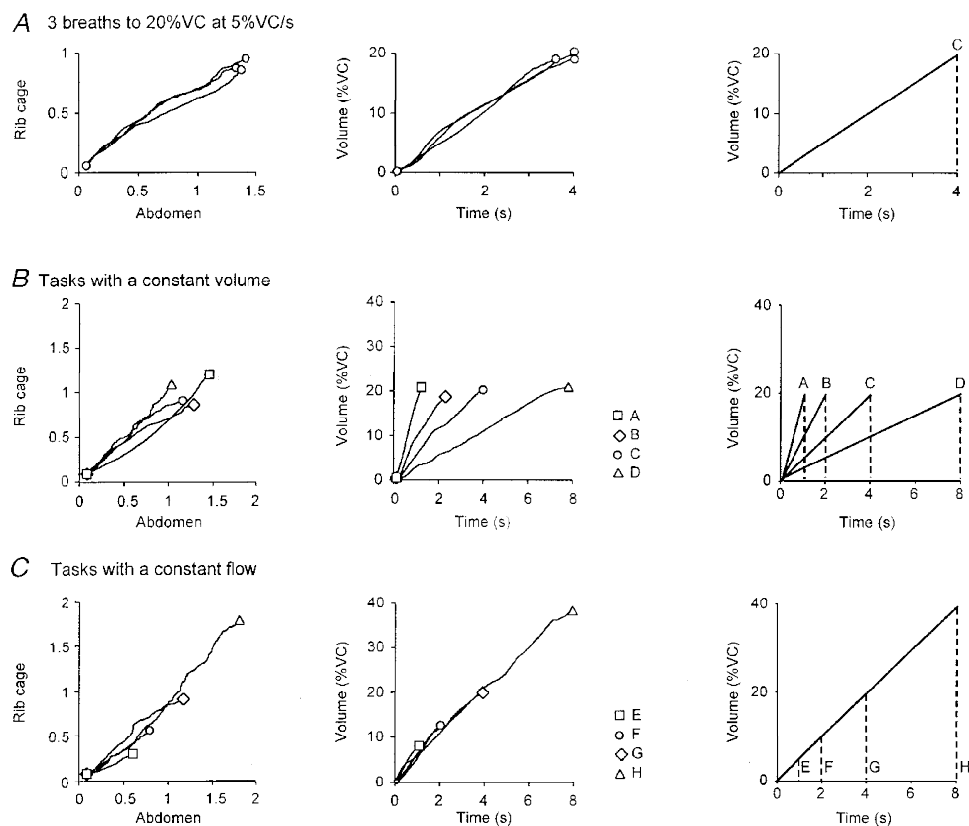 A 3 breaths to 20%VC at 5%VC/s
Rib cage
1
0.5
0
0
0.5
1
1.5
Abdomen
Volume (%VC)
20
10
0
0
2
4
Time (s)
Volume (%VC)
20
10
0
0
2
4
C
Time (s)
B Tasks with a constant volume
Rib cage
2
1.5
1
0.5
0
0
0.5
1
1.5
2
Abdomen
Volume (%VC)
40
30
20
10
0
0
2
4
6
8
Time (s)
A
B
C
D
Volume (%VC)
40
20
0
A B C D
0
2
4
6
8
Time (s)
C Tasks with a constant flow
Rib cage
2
1.5
1
0.5
0
0
0.5
1
1.5
2
Abdomen
Volume (%VC)
40
30
20
10
0
0
2
4
6
8
Time (s)
E
F
G
H
Volume (%VC)
40
20
0
E F G H
0
2
4
6
8
Time (s)